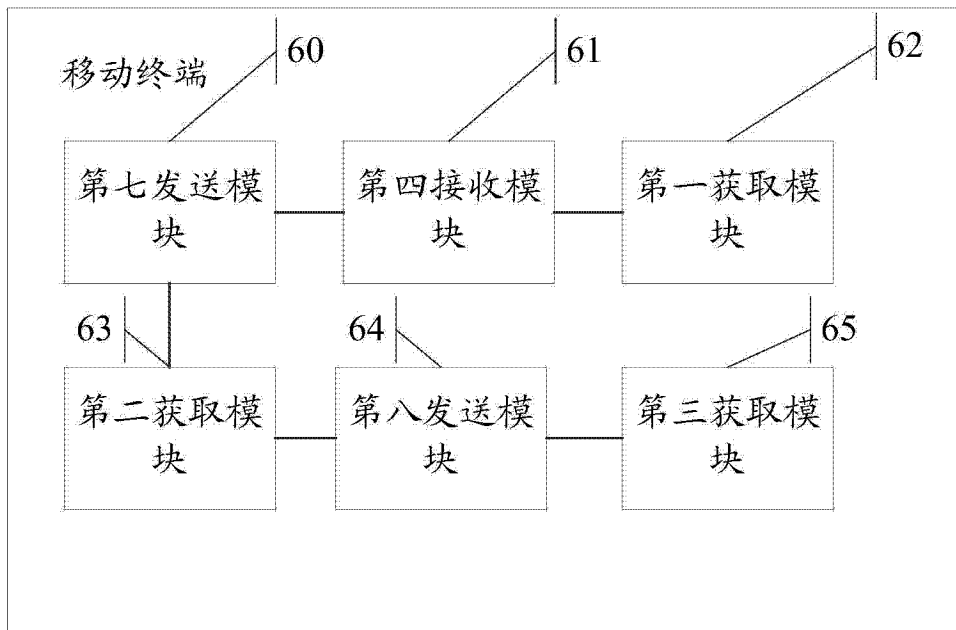 60
61
62
移动终端
第七发送模
块
第四接收模
块
第一获取模
块
63
64
65
第二获取模
块
第八发送模
块
第三获取模
块